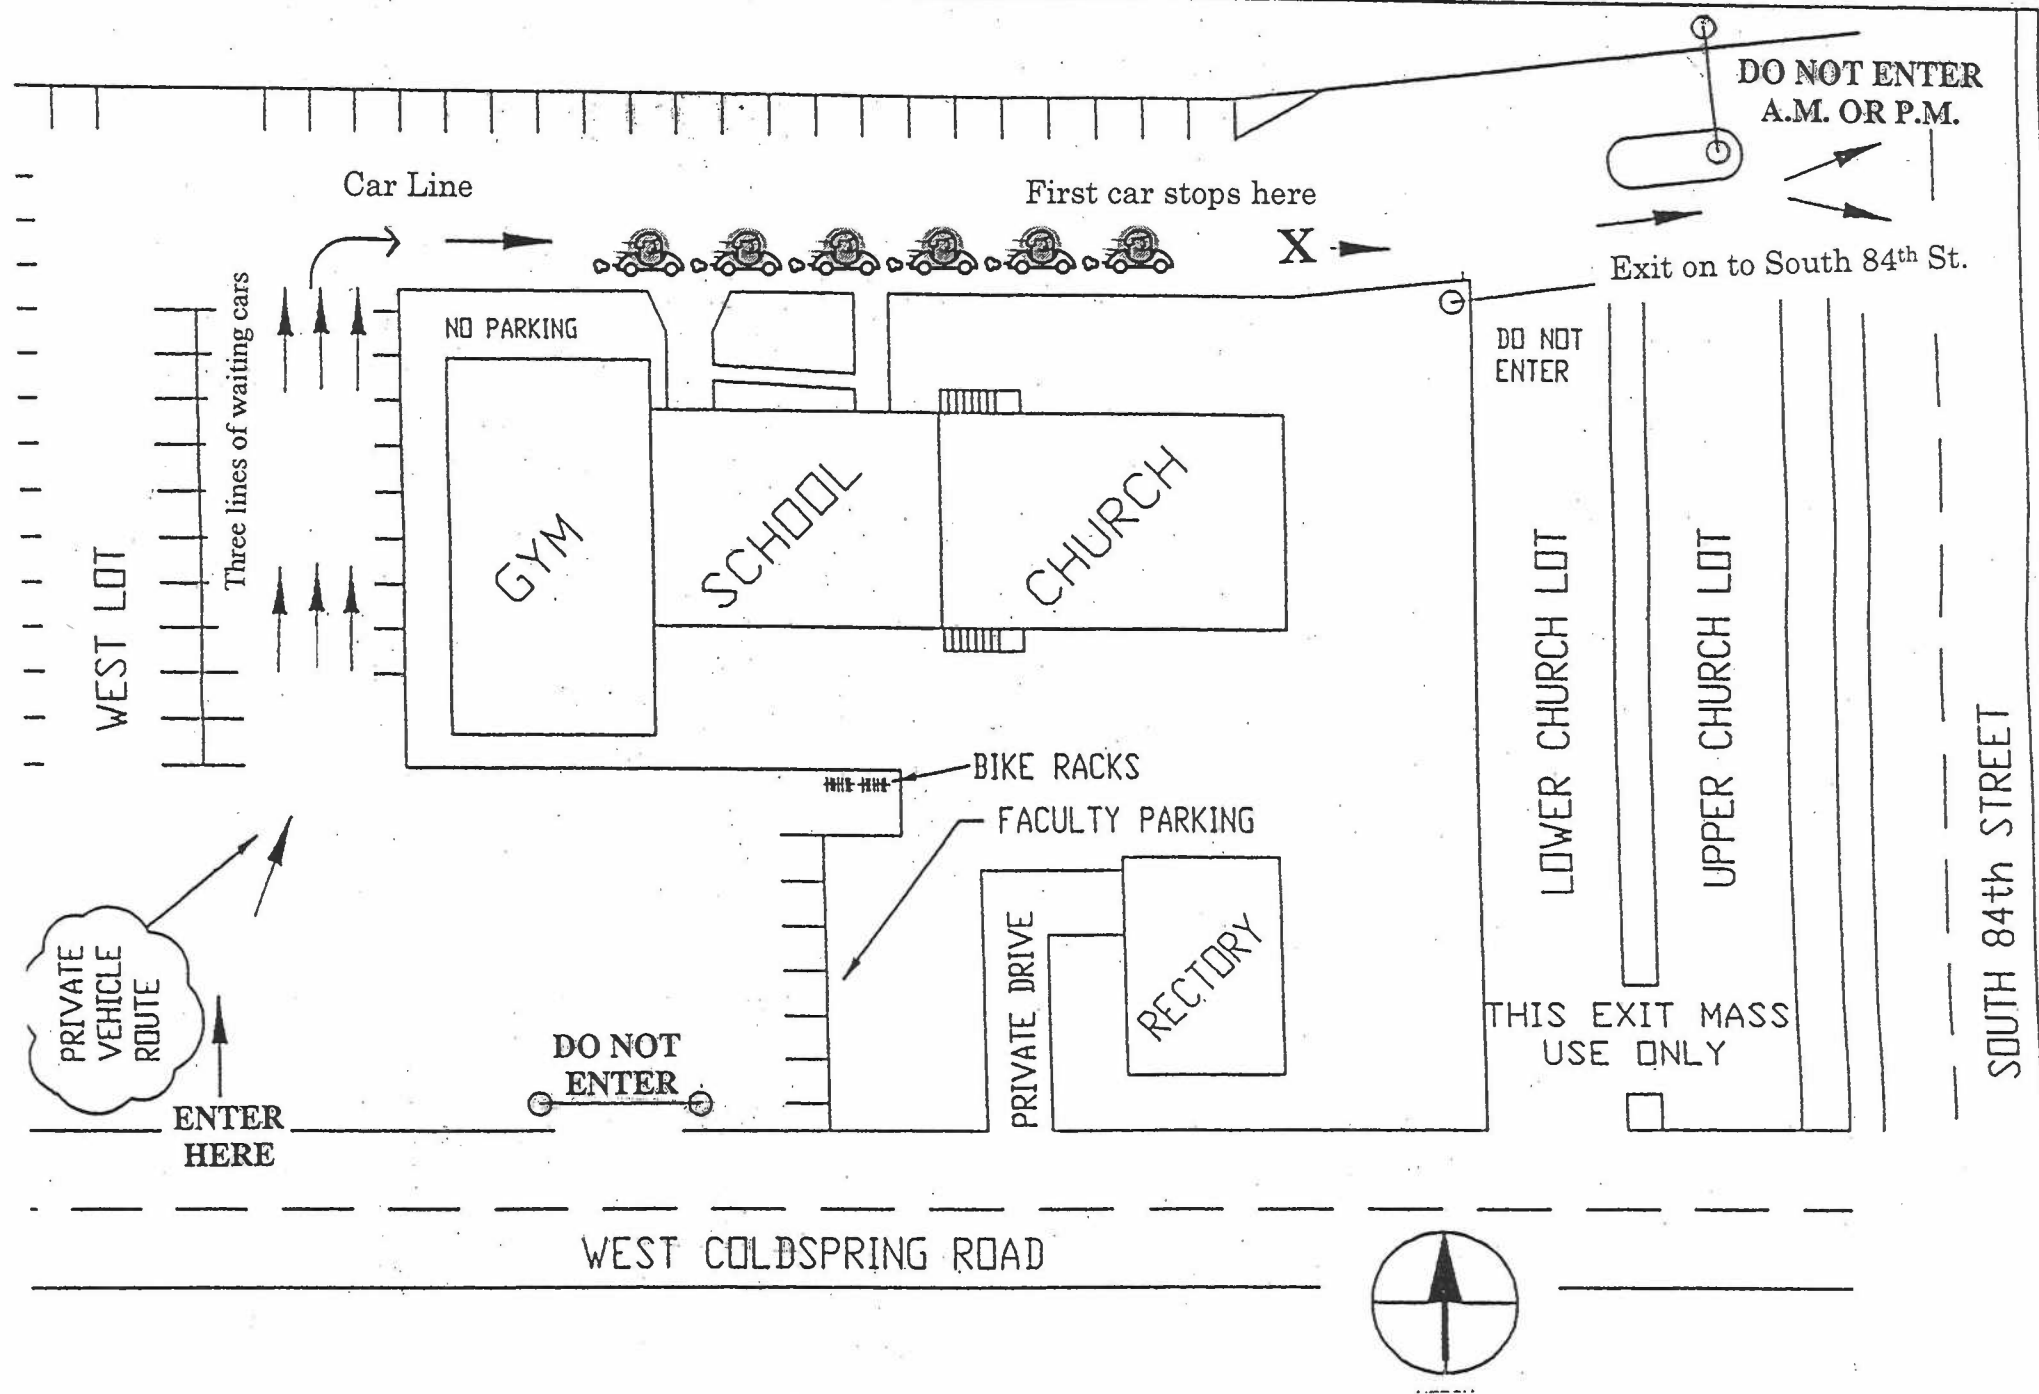 DO NOT ENTER
A.M. OR P.M.
Car Line
First car stops here
X
Exit on to South 84th St.
Three lines of waiting cars
NO PARKING
DO NOT
ENTER
GYM
SCHOOL
CHURCH
WEST LOT
LOWER CHURCH LOT
UPPER CHURCH LOT
SOUTH 84th STREET
BIKE RACKS
FACULTY PARKING
PRIVATE
VEHICLE
ROUTE
PRIVATE DRIVE
RECTORY
THIS EXIT MASS
USE ONLY
DO NOT
ENTER
ENTER
HERE
WEST COLDSPRING ROAD